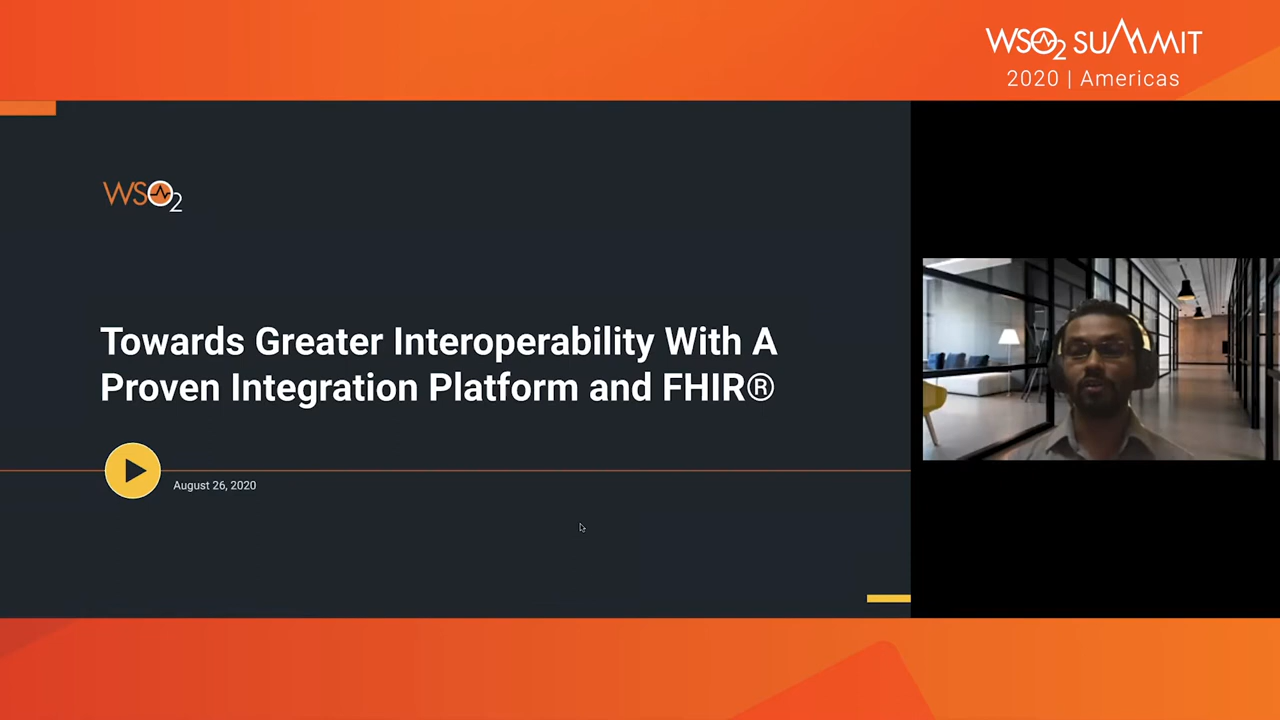 WSO2 SUMMIT
2020 | Americas
WSO2
Towards Greater Interoperability With A
Proven Integration Platform and FHIR®
August 26, 2020